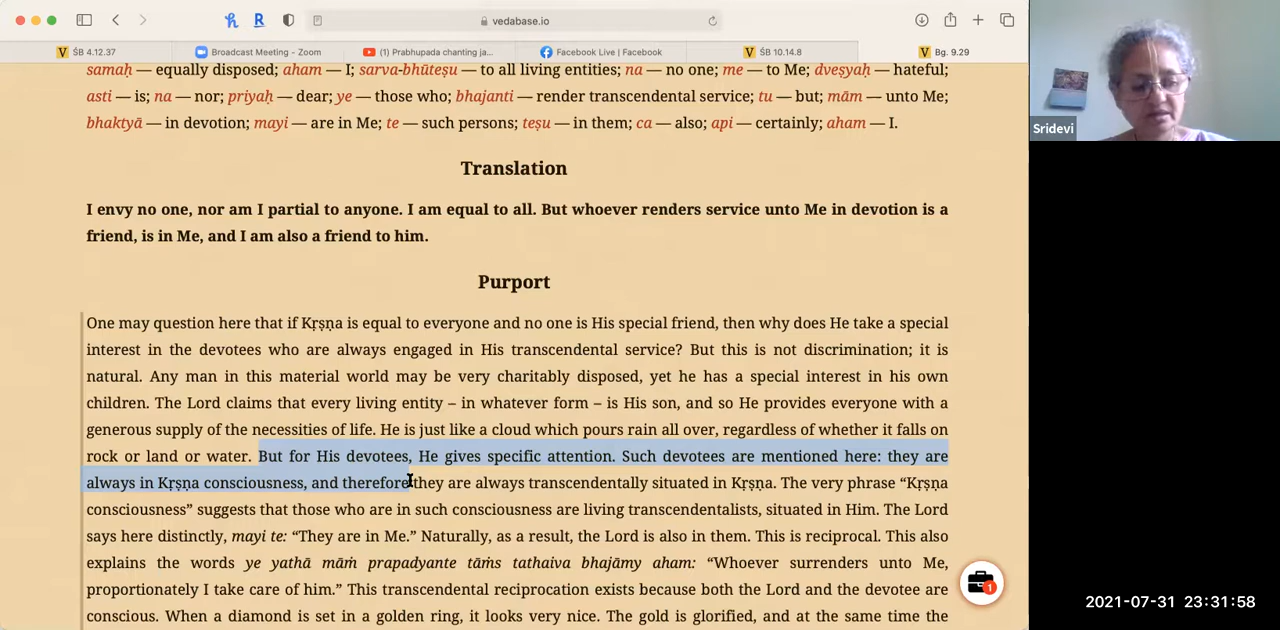 vedabase.io
ŚB 4.12.37
Broadcast Meeting - Zoom
(1) Prabhupada chanting ja...
Facebook Live | Facebook
ŚB 10.14.8
Bg. 9.29
samaḥ — equally disposed; aham — I; sarva-bhūteṣu — to all living entities; na — no one; me — to Me; dveṣyaḥ — hateful;
asti — is; na — nor; priyaḥ — dear; ye — those who; bhajanti — render transcendental service; tu — but; mām — unto Me;
bhaktyā — in devotion; mayi — are in Me; te — such persons; teṣu — in them; ca — also; api — certainly; aham — I.
Translation
I envy no one, nor am I partial to anyone. I am equal to all. But whoever renders service unto Me in devotion is a
friend, is in Me, and I am also a friend to him.
Purport
One may question here that if Kṛṣṇa is equal to everyone and no one is His special friend, then why does He take a special
interest in the devotees who are always engaged in His transcendental service? But this is not discrimination; it is
natural. Any man in this material world may be very charitably disposed, yet he has a special interest in his own
children. The Lord claims that every living entity – in whatever form – is His son, and so He provides everyone with a
generous supply of the necessities of life. He is just like a cloud which pours rain all over, regardless of whether it falls on
rock or land or water. But for His devotees, He gives specific attention. Such devotees are mentioned here: they are
always in Kṛṣṇa consciousness, and therefore they are always transcendentally situated in Kṛṣṇa. The very phrase “Kṛṣṇa
consciousness” suggests that those who are in such consciousness are living transcendentalists, situated in Him. The Lord
says here distinctly, mayi te: “They are in Me.” Naturally, as a result, the Lord is also in them. This is reciprocal. This also
explains the words ye yathā māṁ prapadyante tāṁs tathaiva bhajāmy aham: “Whoever surrenders unto Me,
proportionately I take care of him.” This transcendental reciprocation exists because both the Lord and the devotee are
conscious. When a diamond is set in a golden ring, it looks very nice. The gold is glorified, and at the same time the
1
Sridevi
2021-07-31 23:31:58